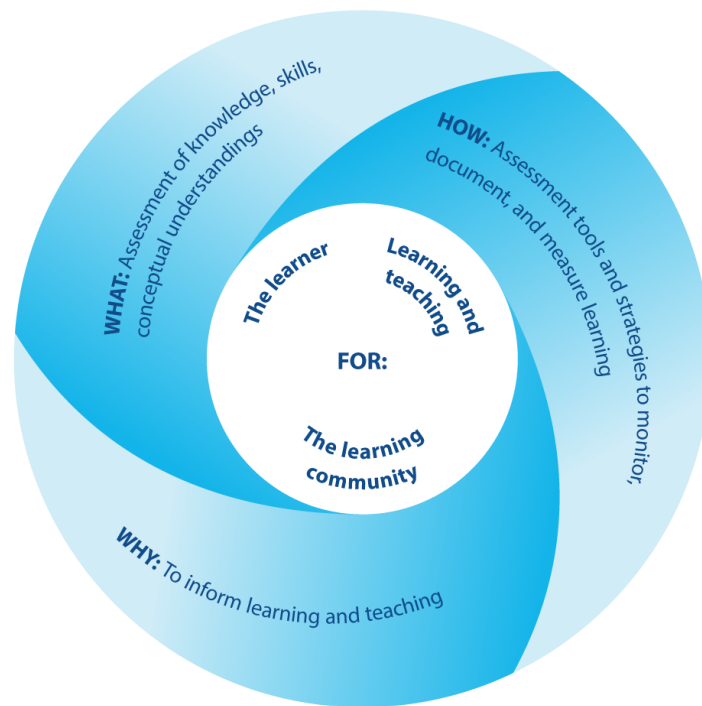 WHAT: Assessment of knowledge, skills,
conceptual understandings
HOW: Assessment tools and strategies to monitor,
document, and measure learning
The learner
Learning and
teaching
FOR:
The learning
community
WHY: To inform learning and teaching